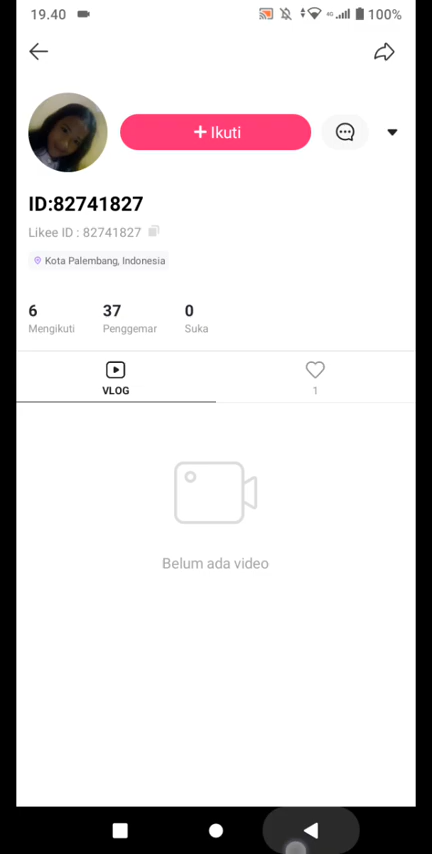 19.40 4G 100%
+ Ikuti
ID:82741827
Likee ID : 82741827
Kota Palembang, Indonesia
6 37 0
Mengikuti Penggemar Suka
VLOG 1
Belum ada video